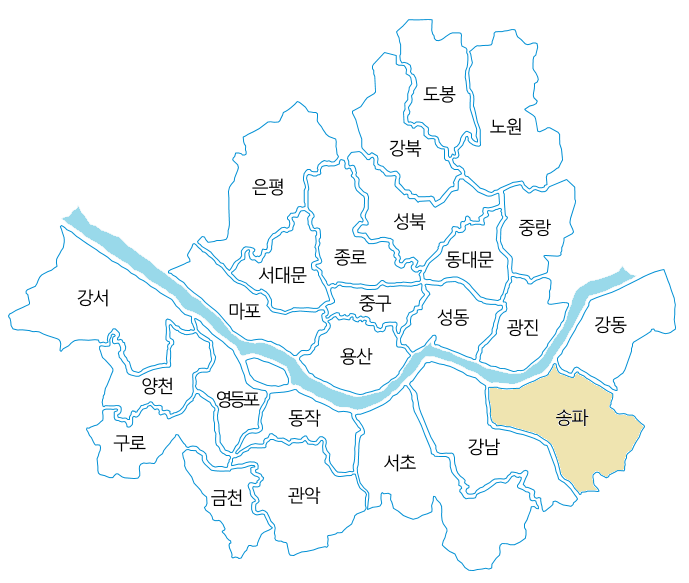 도봉
노원
강북
은평
성북
중랑
종로
동대문
서대문
강서
중구
마포
성동
광진
강동
용산
양천
영등포
동작
송파
구로
강남
서초
금천
관악